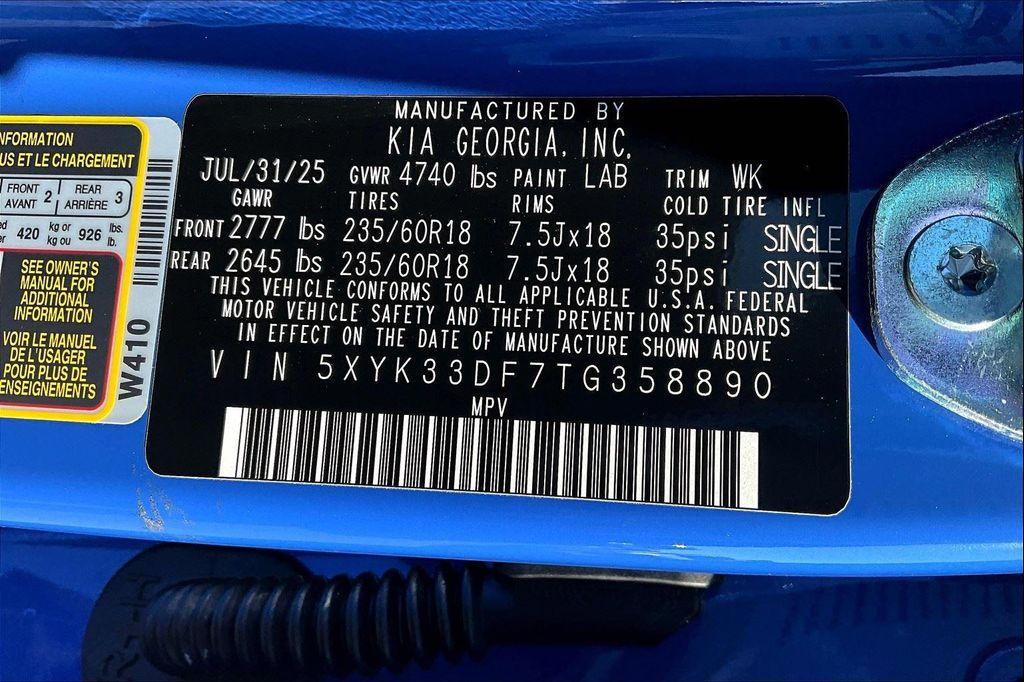 MANUFACTURED BY
KIA GEORGIA, INC.
JUL/31/25 GVWR 4740 lbs PAINT LAB TRIM WK
GAWR TIRES RIMS COLD TIRE INFL
FRONT 2777 lbs 235/60R18 7.5Jx18 35psi SINGLE
REAR 2645 lbs 235/60R18 7.5Jx18 35psi SINGLE
THIS VEHICLE CONFORMS TO ALL APPLICABLE U.S.A. FEDERAL
MOTOR VEHICLE SAFETY AND THEFT PREVENTION STANDARDS
IN EFFECT ON THE DATE OF MANUFACTURE SHOWN ABOVE
VIN 5XYK33DF7TG358890
MPV
ET LE CHARGEMENT
FRONT 2 REAR 3
AVANT ARRIÈRE
420 kg or 926 lbs.
kg ou lb.
SEE OWNER'S
MANUAL FOR
ADDITIONAL
INFORMATION
VOIR LE MANUEL
DE L'USAGER
POUR PLUS DE
W410